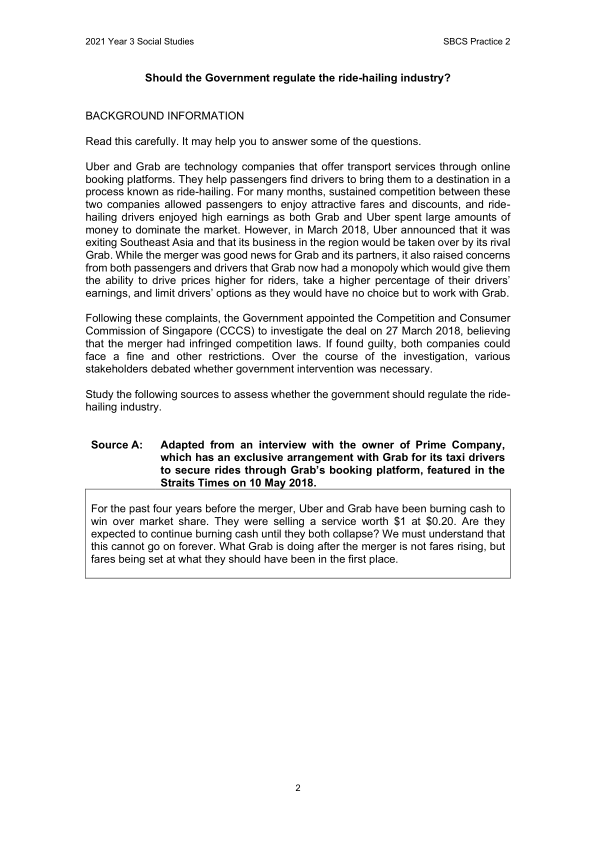 2021 Year 3 Social Studies
SBCS Practice 2
Should the Government regulate the ride-hailing industry?
BACKGROUND INFORMATION
Read this carefully. It may help you to answer some of the questions.
Uber and Grab are technology companies that offer transport services through online
booking platforms. They help passengers find drivers to bring them to a destination in a
process known as ride-hailing. For many months, sustained competition between these
two companies allowed passengers to enjoy attractive fares and discounts, and ride-
hailing drivers enjoyed high earnings as both Grab and Uber spent large amounts of
money to dominate the market. However, in March 2018, Uber announced that it was
exiting Southeast Asia and that its business in the region would be taken over by its rival
Grab. While the merger was good news for Grab and its partners, it also raised concerns
from both passengers and drivers that Grab now had a monopoly which would give them
the ability to drive prices higher for riders, take a higher percentage of their drivers'
earnings, and limit drivers' options as they would have no choice but to work with Grab.
Following these complaints, the Government appointed the Competition and Consumer
Commission of Singapore (CCCS) to investigate the deal on 27 March 2018, believing
that the merger had infringed competition laws. If found guilty, both companies could
face a fine and other restrictions. Over the course of the investigation, various
stakeholders debated whether government intervention was necessary.
Study the following sources to assess whether the government should regulate the ride-
hailing industry.
Source A: Adapted from an interview with the owner of Prime Company,
which has an exclusive arrangement with Grab for its taxi drivers
to secure rides through Grab's booking platform, featured in the
Straits Times on 10 May 2018.
For the past four years before the merger, Uber and Grab have been burning cash to
win over market share. They were selling a service worth $1 at $0.20. Are they
expected to continue burning cash until they both collapse? We must understand that
this cannot go on forever. What Grab is doing after the merger is not fares rising, but
fares being set at what they should have been in the first place.
2